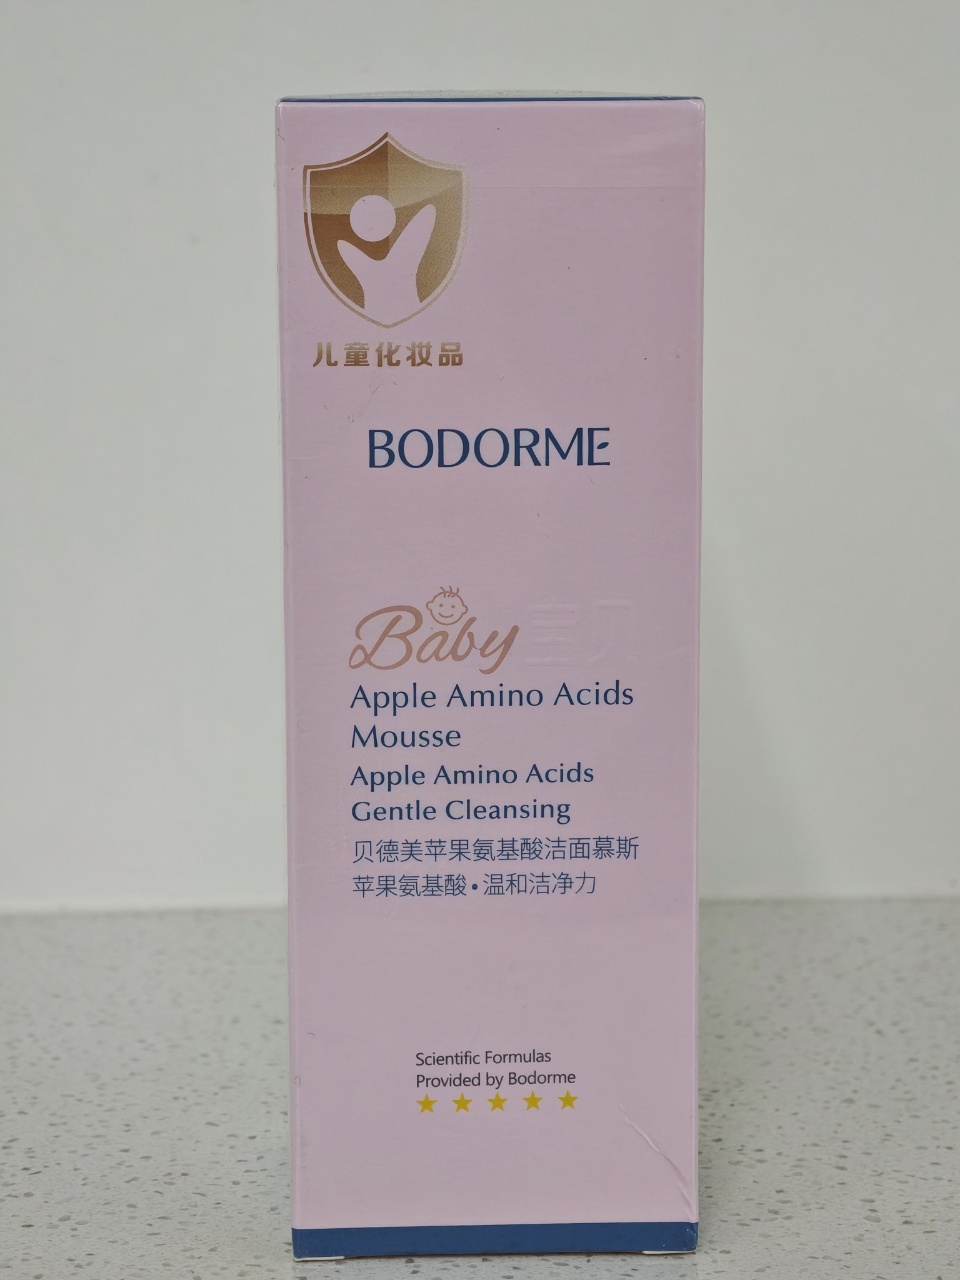 儿童化妆品
BODORME
Baby 宝贝
Apple Amino Acids
Mousse
Apple Amino Acids
Gentle Cleansing
贝德美苹果氨基酸洁面慕斯
苹果氨基酸•温和洁净力
Scientific Formulas
Provided by Bodorme